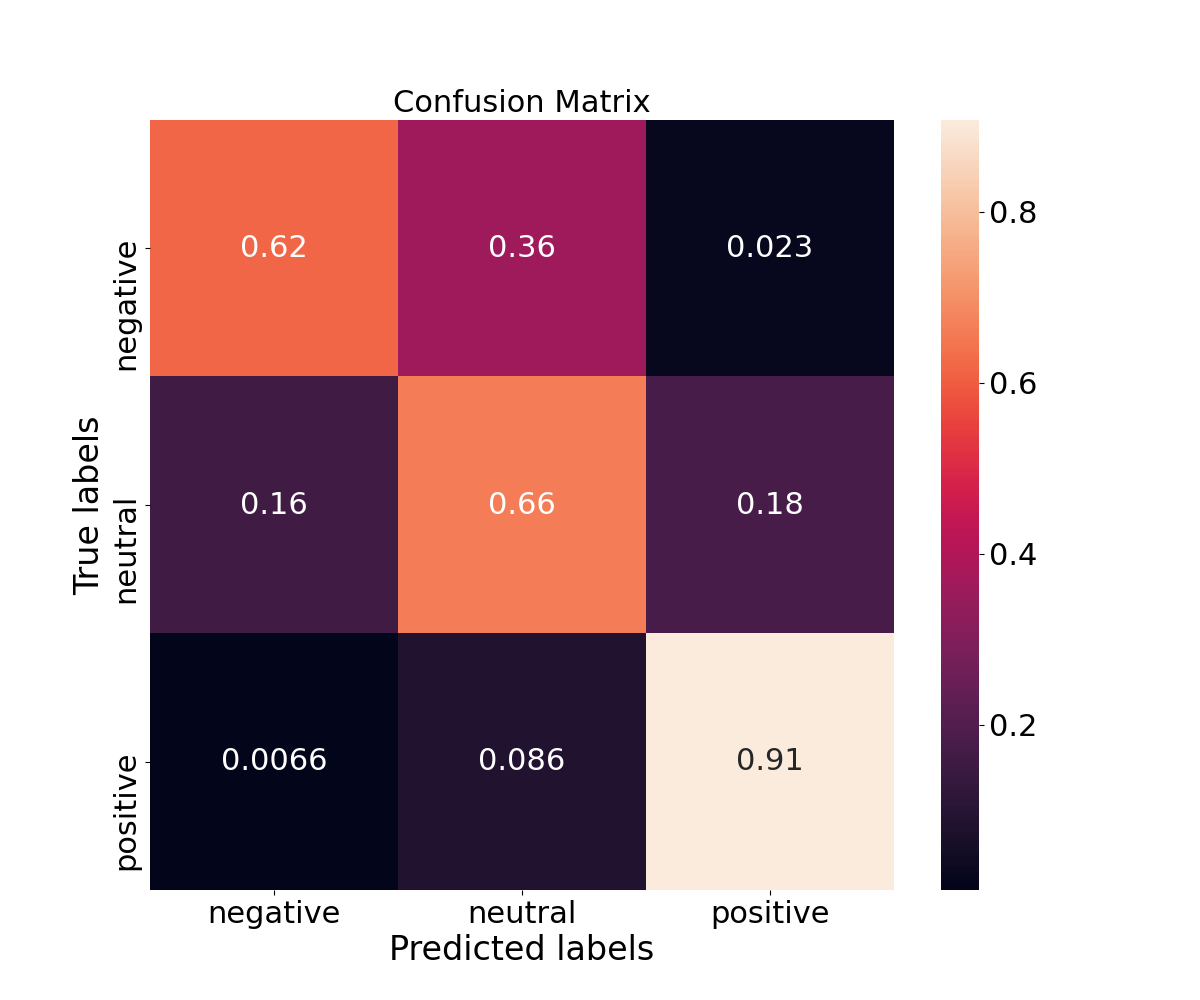 Confusion Matrix
True labels
negative
0.62 0.36 0.023
neutral
0.16 0.66 0.18
positive
0.0066 0.086 0.91
negative neutral positive
Predicted labels
0.8
0.6
0.4
0.2